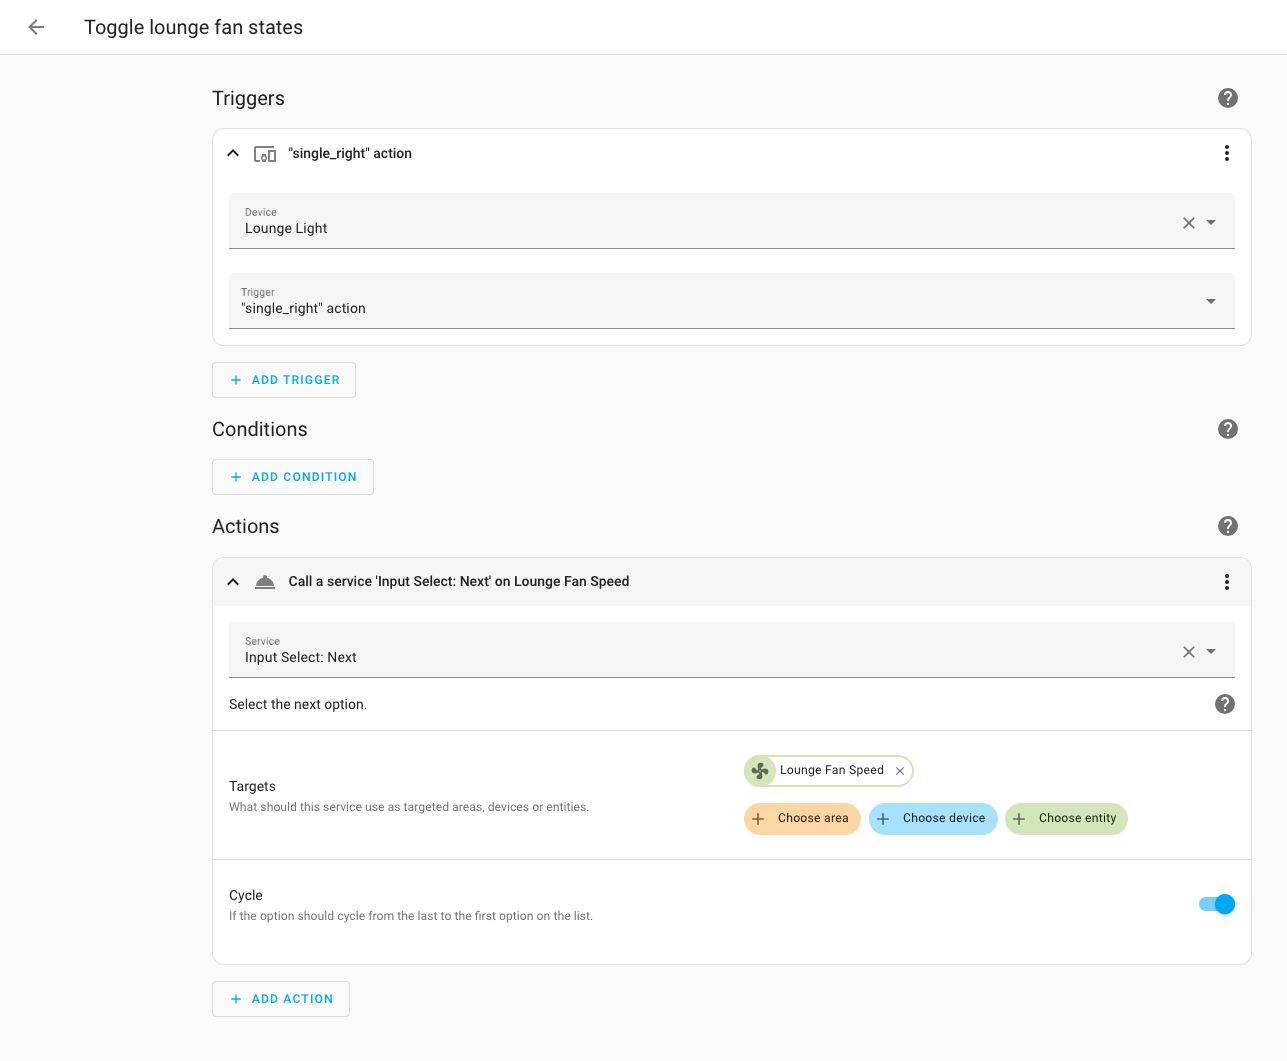 Toggle lounge fan states
Triggers
"single_right" action
Device
Lounge Light
Trigger
"single_right" action
ADD TRIGGER
Conditions
ADD CONDITION
Actions
Call a service 'Input Select: Next' on Lounge Fan Speed
Service
Input Select: Next
Select the next option.
Targets
What should this service use as targeted areas, devices or entities.
Lounge Fan Speed
Choose area
Choose device
Choose entity
Cycle
If the option should cycle from the last to the first option on the list.
ADD ACTION